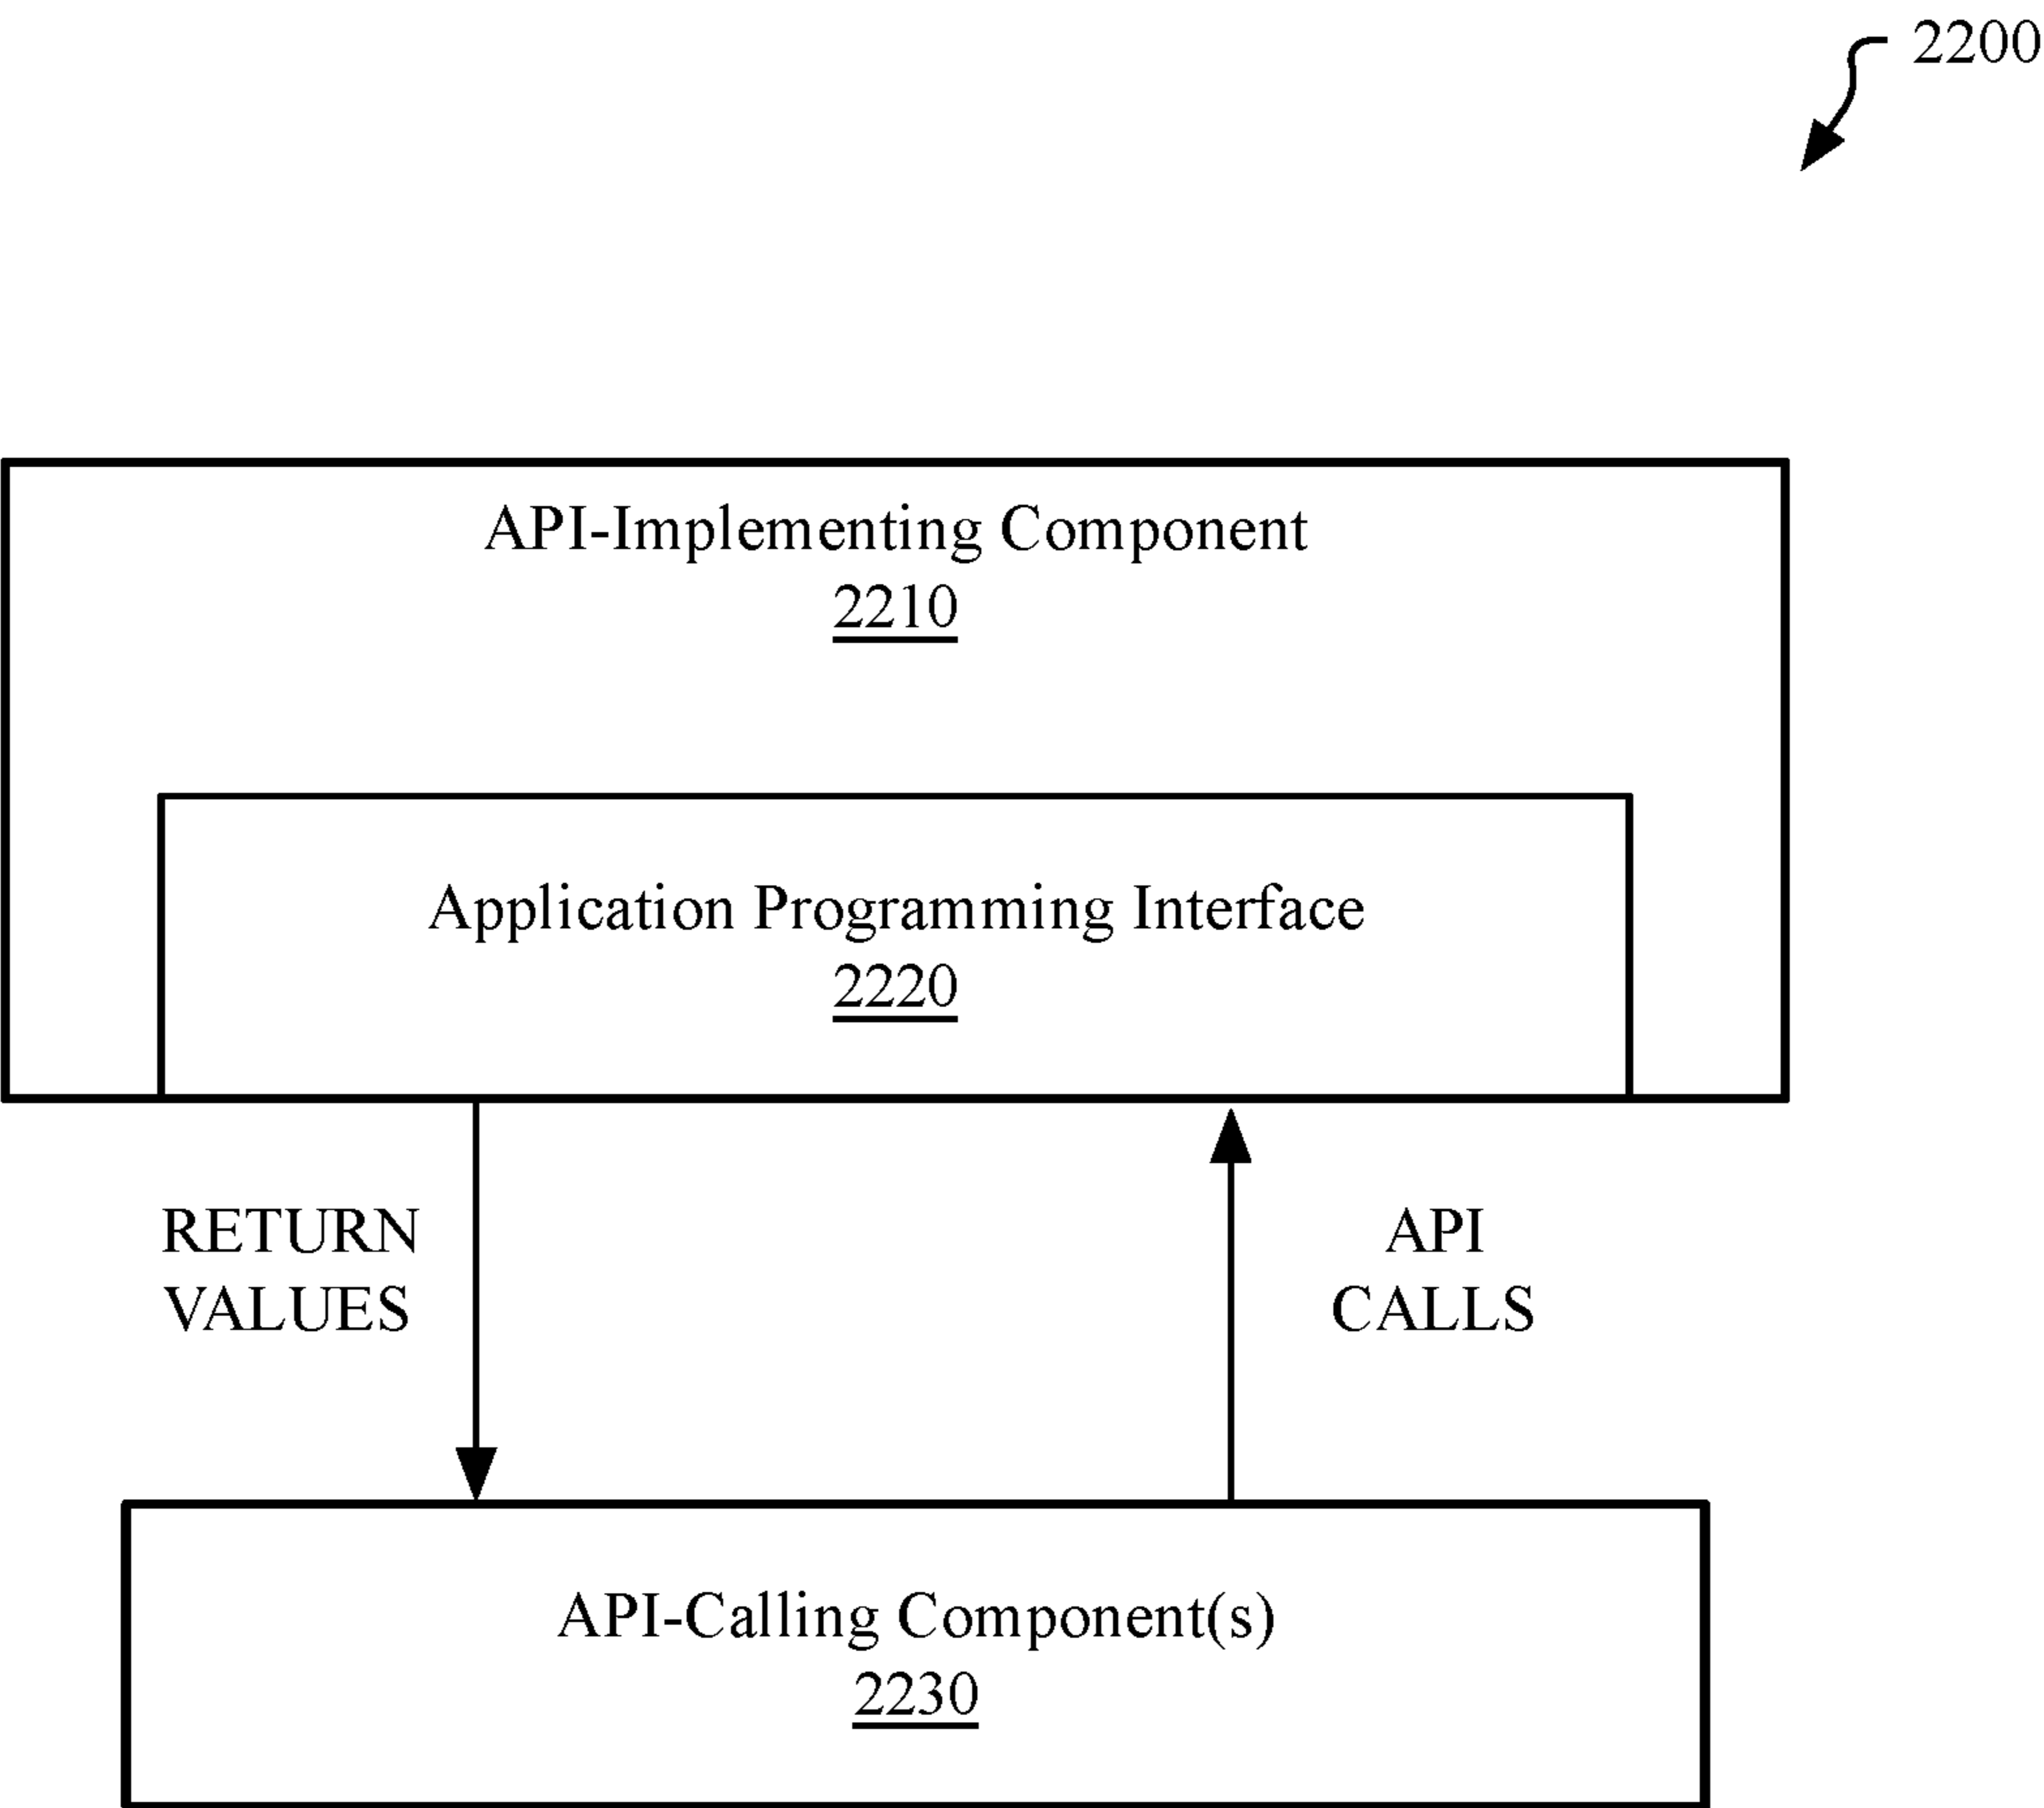 2200
API-Implementing Component
2210
Application Programming Interface
2220
RETURN
VALUES
API
CALLS
API-Calling Component(s)
2230